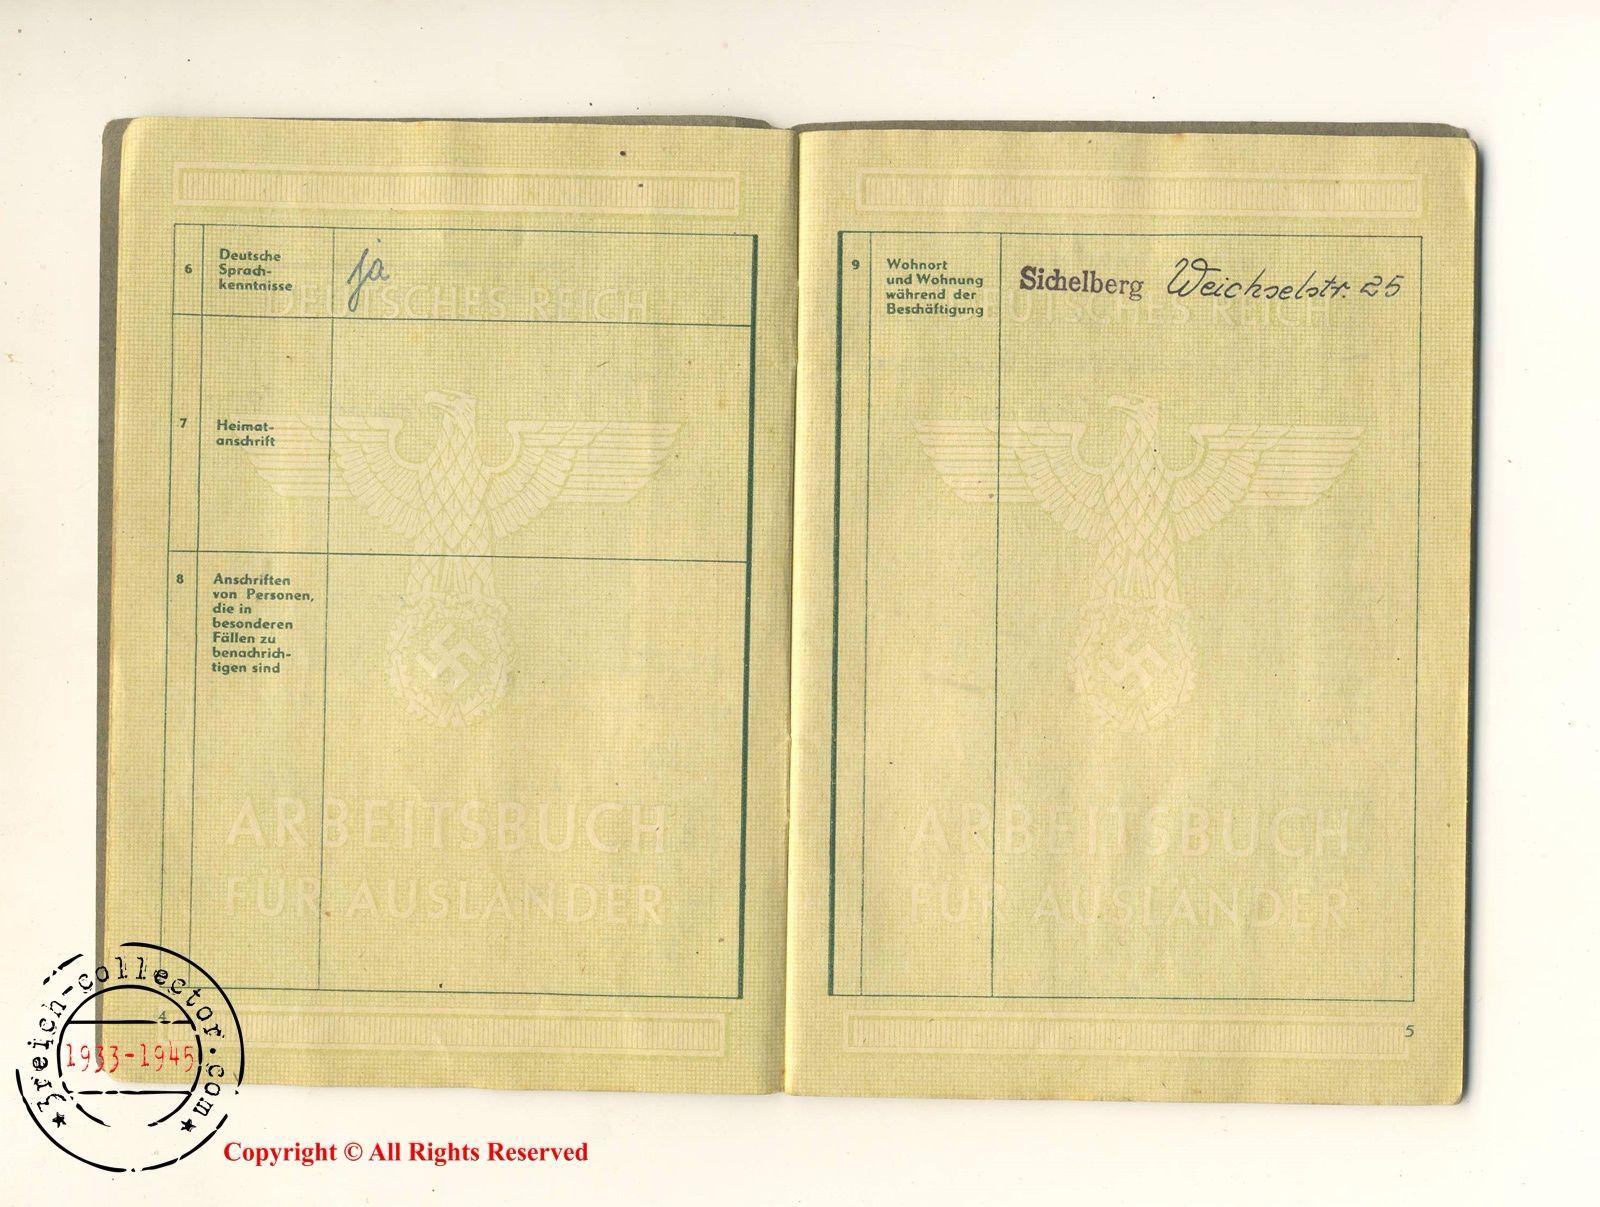 6
Deutsche
Sprach-
kenntnisse
ja
DEUTSCHES REICH
7
Heimat-
anschrift
8
Anschriften
von Personen,
die in
besonderen
Fällen zu
benachrich-
tigen sind
ARBEITSBUCH
FÜR AUSLÄNDER
4
9
Wohnort
und Wohnung
während der
Beschäftigung
Sichelberg Weichselstr. 25
DEUTSCHES REICH
ARBEITSBUCH
FÜR AUSLÄNDER
5
★3reich-collector.com★
1933-1945
Copyright © All Rights Reserved